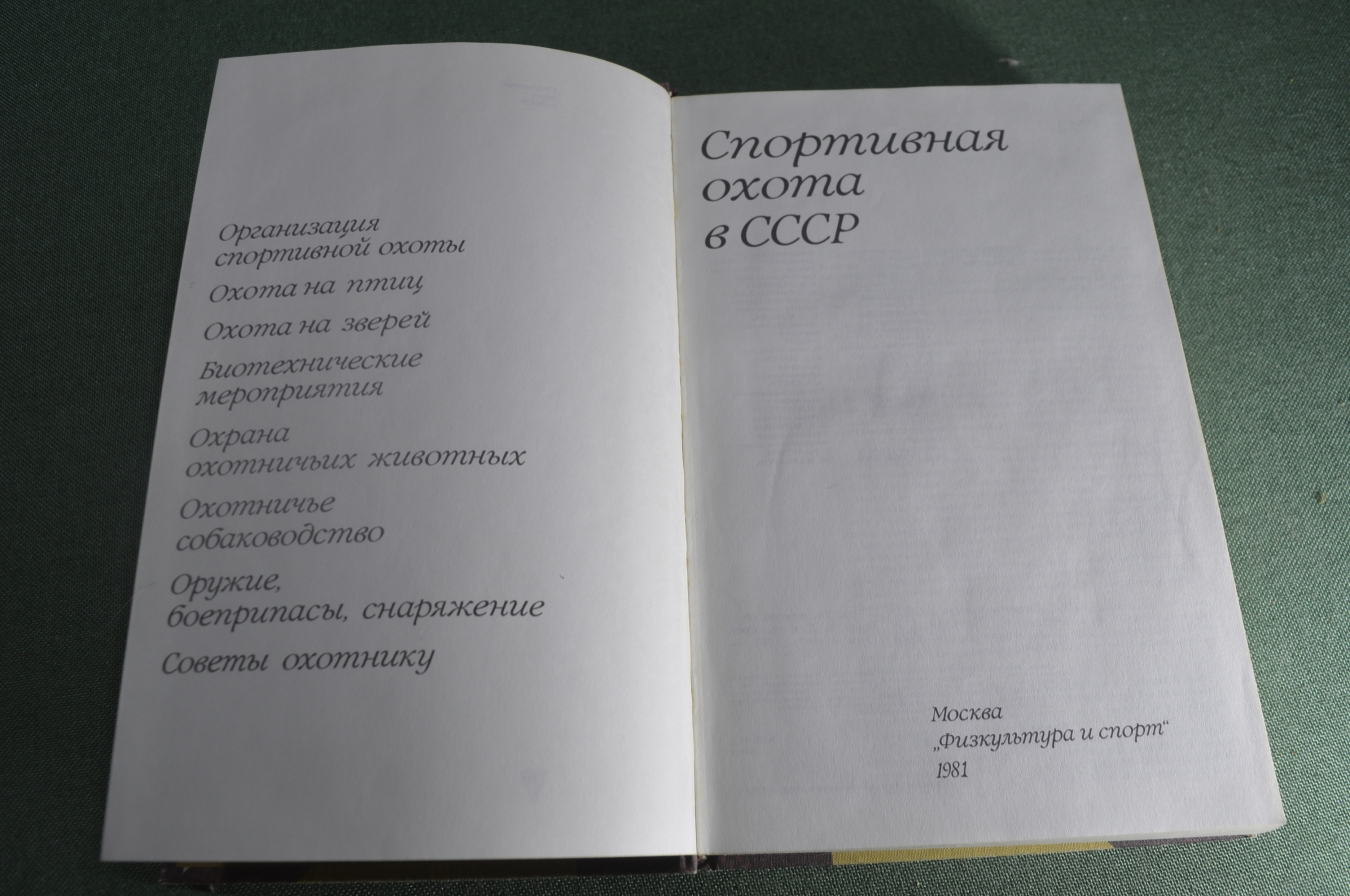 Организация
спортивной охоты
Охота на птиц
Охота на зверей
Биотехнические
мероприятия
Охрана
охотничьих животных
Охотничье
собаководство
Оружие,
боеприпасы, снаряжение
Советы охотнику
Спортивная
охота
в СССР
Москва
„Физкультура и спорт“
1981